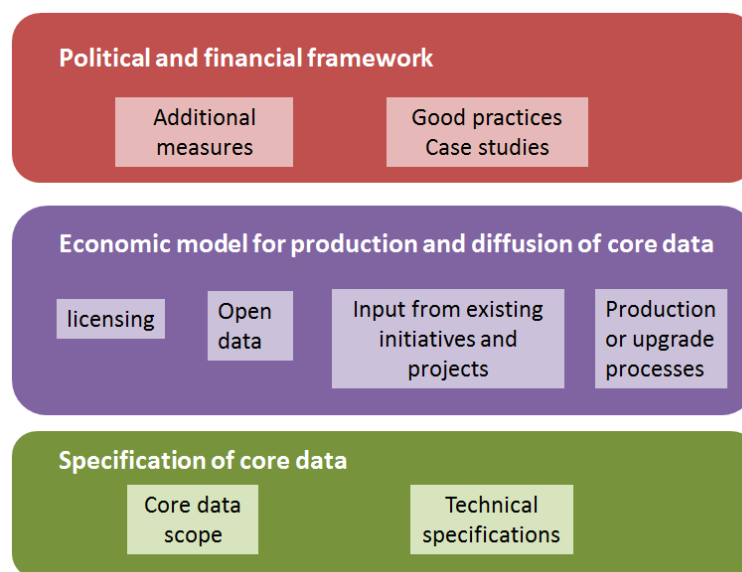 Political and financial framework
Additional
measures
Good practices
Case studies
Economic model for production and diffusion of core data
licensing
Open
data
Input from existing
initiatives and
projects
Production
or upgrade
processes
Specification of core data
Core data
scope
Technical
specifications